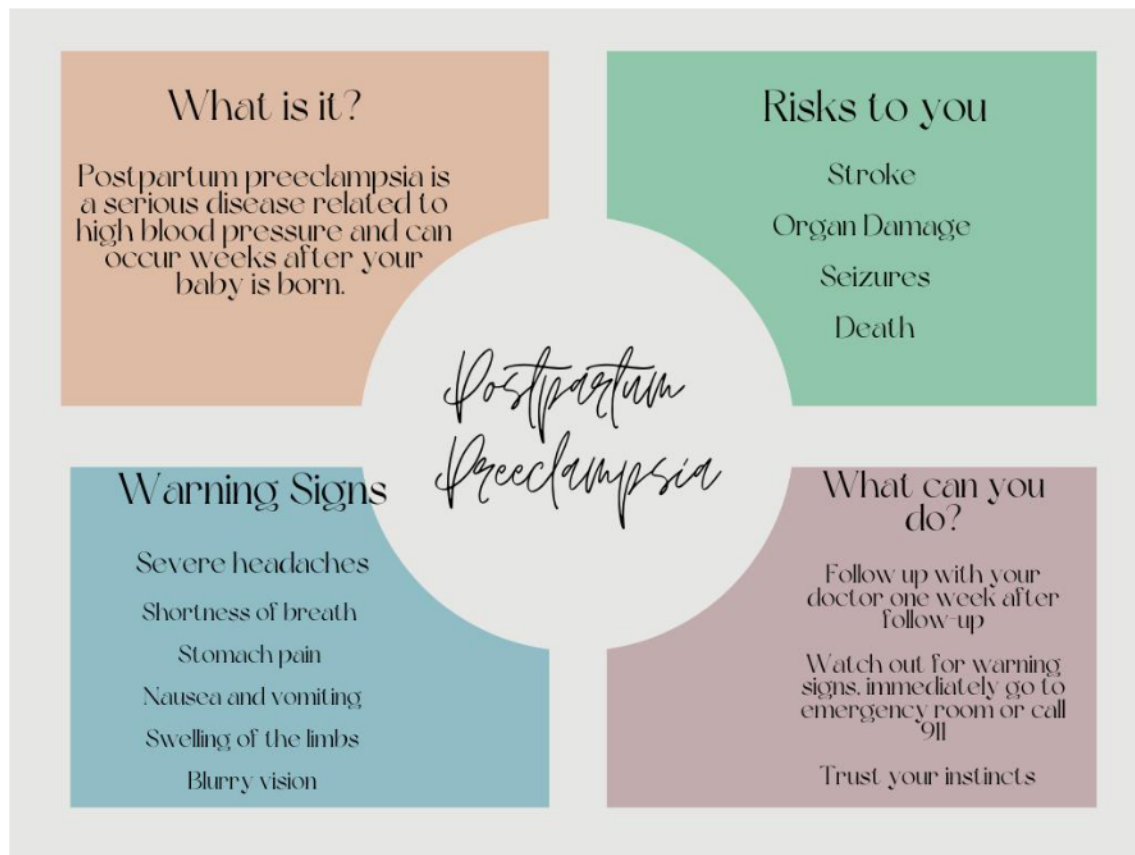 What is it?
Postpartum preeclampsia is
a serious disease related to
high blood pressure and can
occur weeks after your
baby is born.
Risks to you
Stroke
Organ Damage
Seizures
Death
Postpartum
Preeclampsia
Warning Signs
Severe headaches
Shortness of breath
Stomach pain
Nausea and vomiting
Swelling of the limbs
Blurry vision
What can you
do?
Follow up with your
doctor one week after
follow-up
Watch out for warning
signs, immediately go to
emergency room or call
911
Trust your instincts